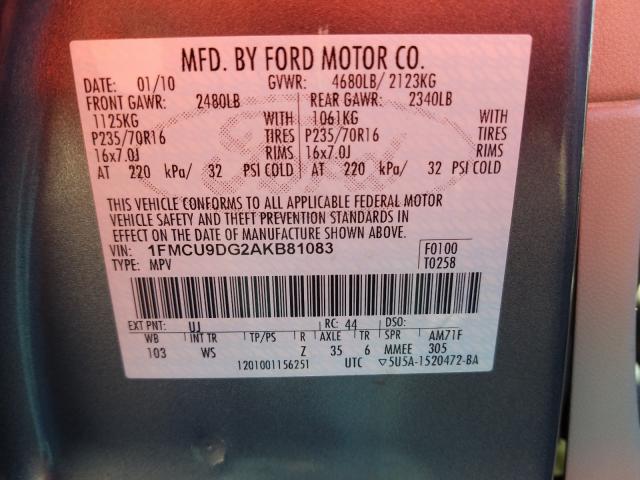 MFD. BY FORD MOTOR CO.
DATE: 01/10 GVWR: 4680LB/ 2123KG
FRONT GAWR: 2480LB REAR GAWR: 2340LB
1125KG WITH 1061KG WITH
P235/70R16 TIRES P235/70R16 TIRES
16x7.0J RIMS 16x7.0J RIMS
AT 220 kPa/ 32 PSI COLD AT 220 kPa/ 32 PSI COLD
THIS VEHICLE CONFORMS TO ALL APPLICABLE FEDERAL MOTOR
VEHICLE SAFETY AND THEFT PREVENTION STANDARDS IN
EFFECT ON THE DATE OF MANUFACTURE SHOWN ABOVE.
VIN: 1FMCU9DG2AKB81083 F0100
TYPE: MPV T0258
EXT PNT: UJ RC: 44 DSO:
WB INT TR TP/PS R AXLE TR SPR AM71F
103 WS Z 35 6 MMEE 305
1201001156251 UTC ▽5U5A-1520472-BA